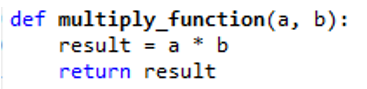 def multiply_function(a, b):
    result = a * b
    return result